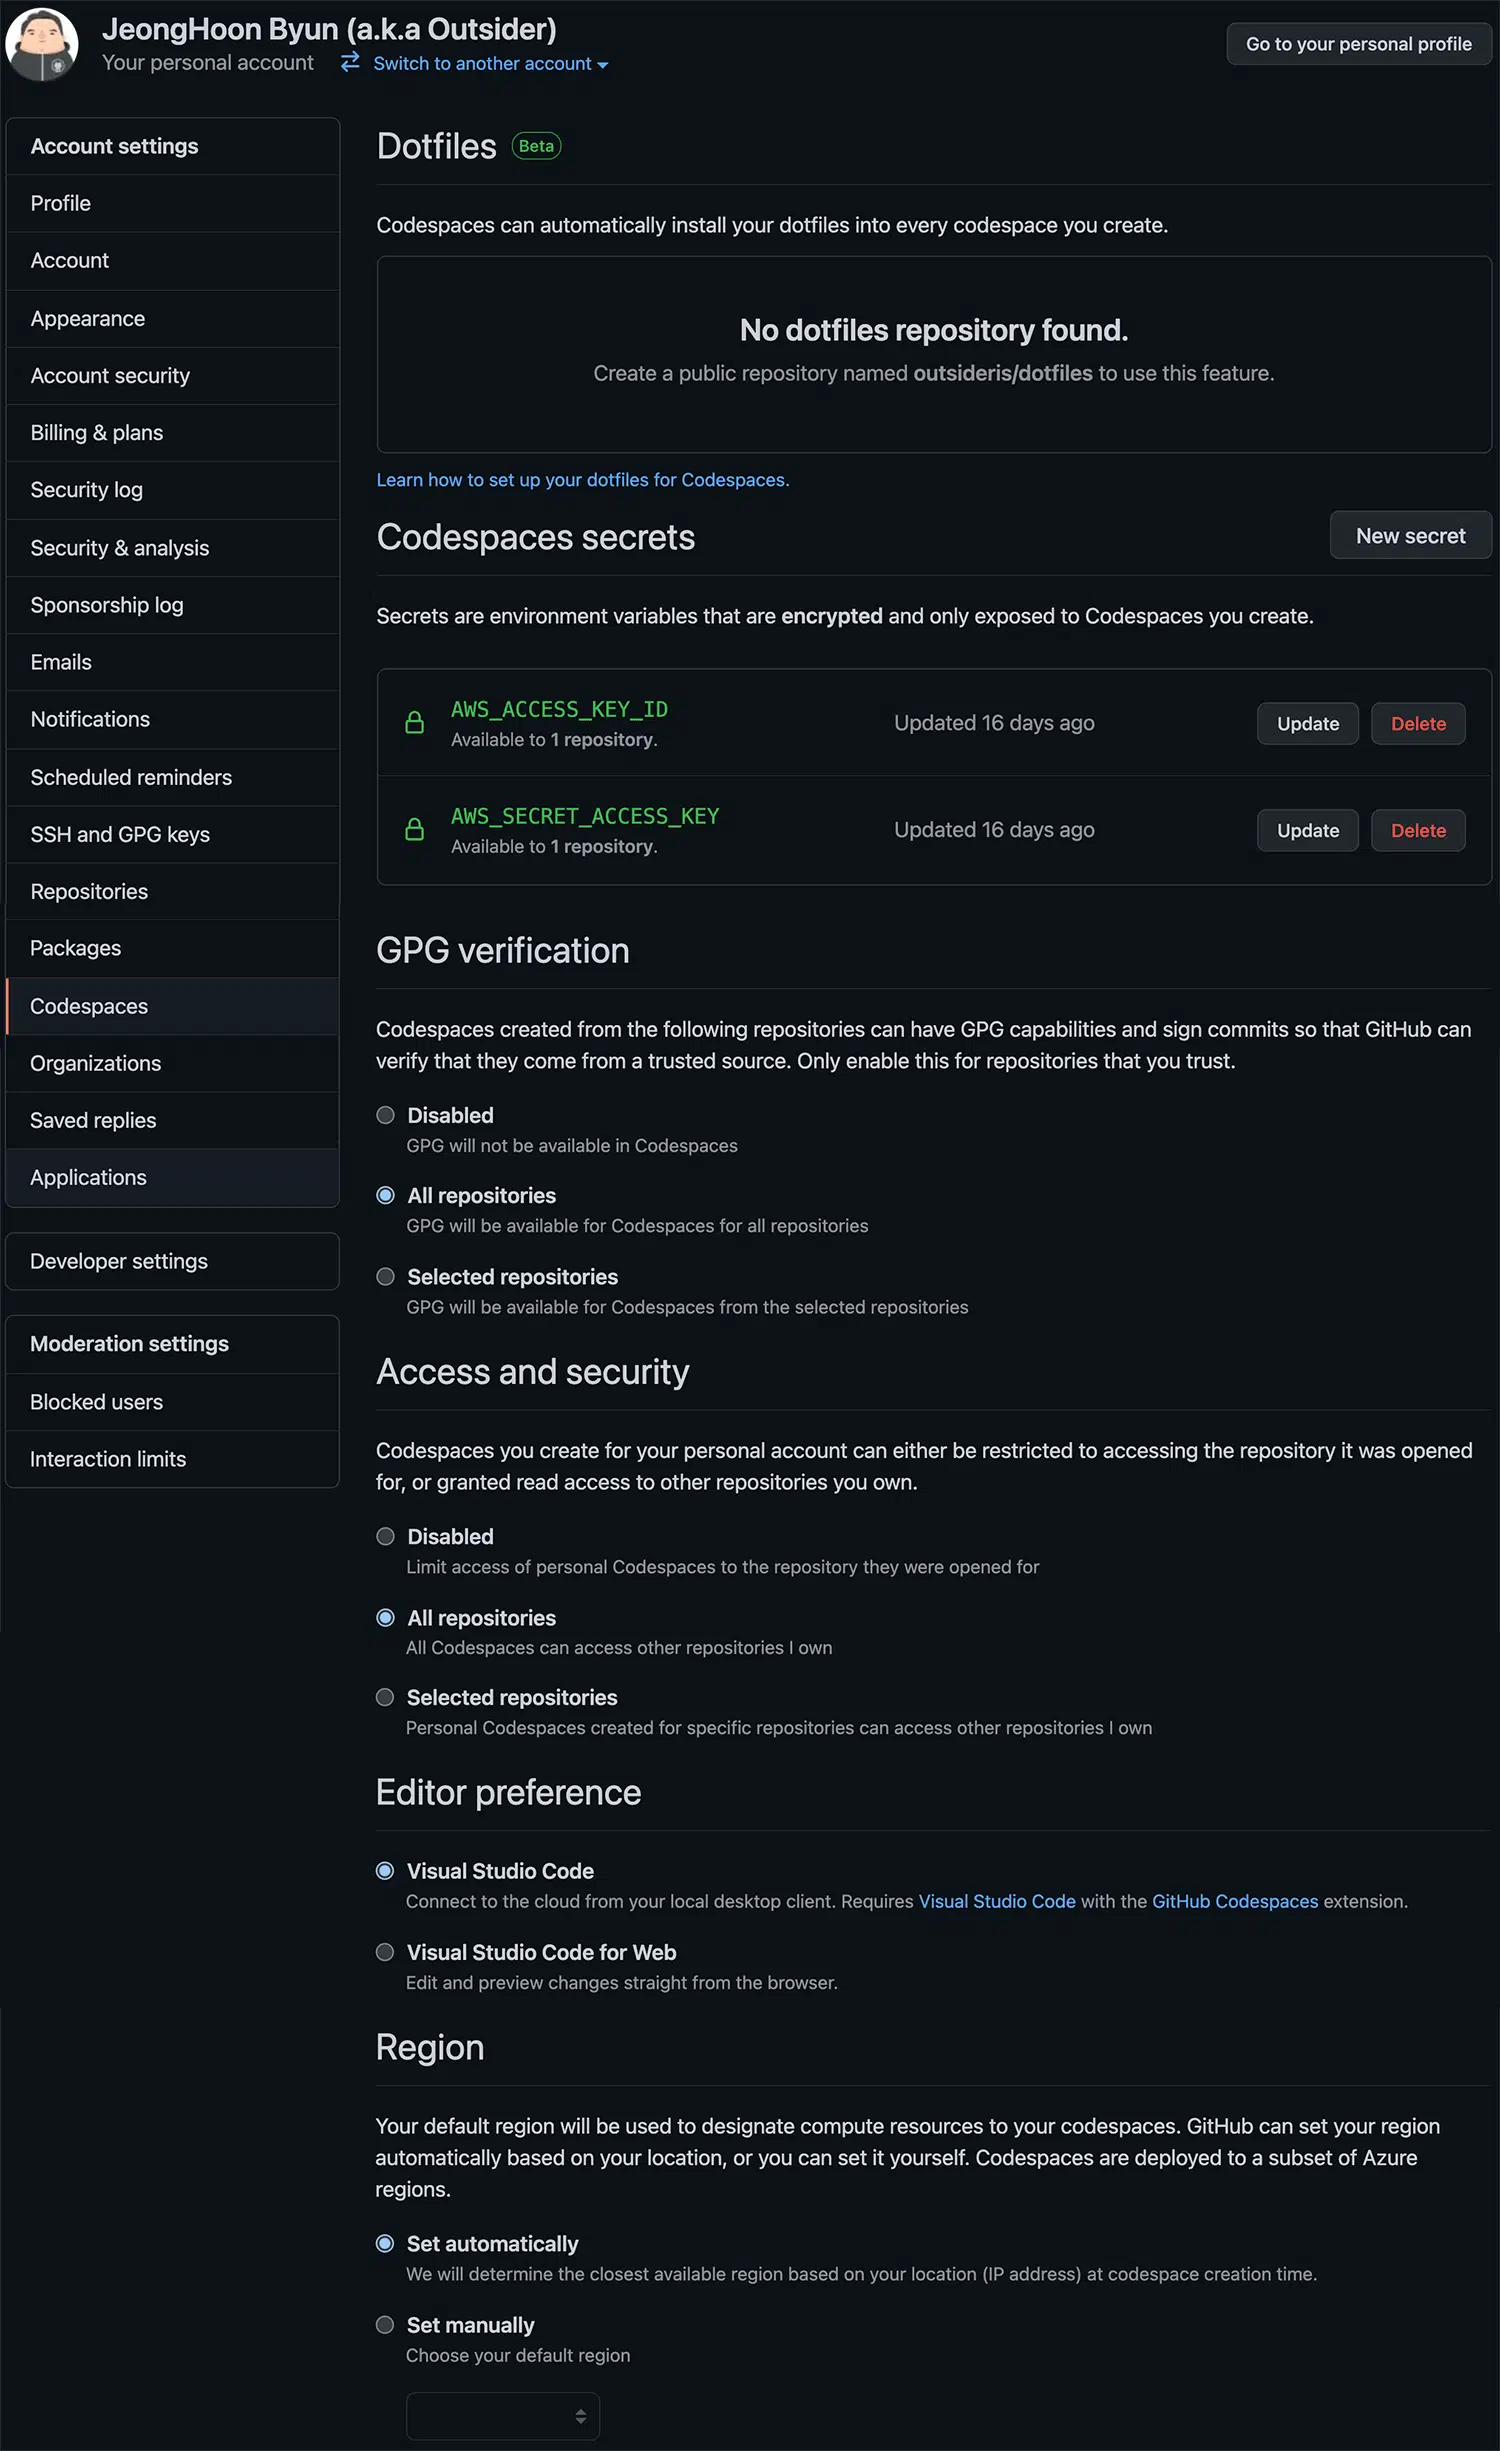 JeongHoon Byun (a.k.a Outsider)
Your personal account
Switch to another account
Go to your personal profile
Account settings
Profile
Account
Appearance
Account security
Billing & plans
Security log
Security & analysis
Sponsorship log
Emails
Notifications
Scheduled reminders
SSH and GPG keys
Repositories
Packages
Codespaces
Organizations
Saved replies
Applications
Developer settings
Moderation settings
Blocked users
Interaction limits
Dotfiles Beta
Codespaces can automatically install your dotfiles into every codespace you create.
No dotfiles repository found.
Create a public repository named outsideris/dotfiles to use this feature.
Learn how to set up your dotfiles for Codespaces.
Codespaces secrets
New secret
Secrets are environment variables that are encrypted and only exposed to Codespaces you create.
AWS_ACCESS_KEY_ID
Available to 1 repository.
Updated 16 days ago
Update
Delete
AWS_SECRET_ACCESS_KEY
Available to 1 repository.
Updated 16 days ago
Update
Delete
GPG verification
Codespaces created from the following repositories can have GPG capabilities and sign commits so that GitHub can
verify that they come from a trusted source. Only enable this for repositories that you trust.
Disabled
GPG will not be available in Codespaces
All repositories
GPG will be available for Codespaces for all repositories
Selected repositories
GPG will be available for Codespaces from the selected repositories
Access and security
Codespaces you create for your personal account can either be restricted to accessing the repository it was opened
for, or granted read access to other repositories you own.
Disabled
Limit access of personal Codespaces to the repository they were opened for
All repositories
All Codespaces can access other repositories I own
Selected repositories
Personal Codespaces created for specific repositories can access other repositories I own
Editor preference
Visual Studio Code
Connect to the cloud from your local desktop client. Requires Visual Studio Code with the GitHub Codespaces extension.
Visual Studio Code for Web
Edit and preview changes straight from the browser.
Region
Your default region will be used to designate compute resources to your codespaces. GitHub can set your region
automatically based on your location, or you can set it yourself. Codespaces are deployed to a subset of Azure
regions.
Set automatically
We will determine the closest available region based on your location (IP address) at codespace creation time.
Set manually
Choose your default region